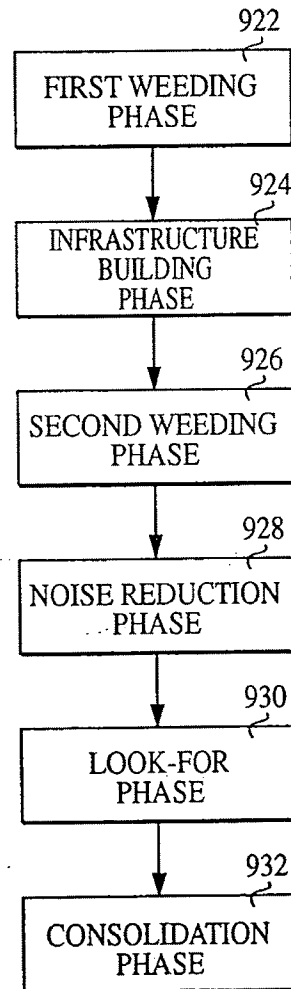 922
FIRST WEEDING
PHASE
924
INFRASTRUCTURE
BUILDING
PHASE
926
SECOND WEEDING
PHASE
928
NOISE REDUCTION
PHASE
930
LOOK-FOR
PHASE
932
CONSOLIDATION
PHASE